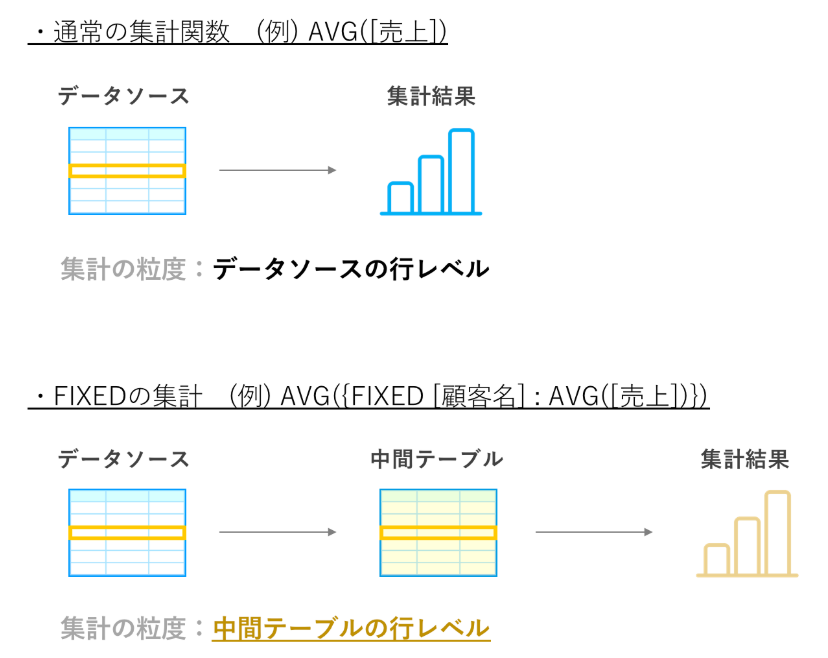 ・通常の集計関数　(例) AVG([売上])
データソース　集計結果
集計の粒度：データソースの行レベル
・FIXEDの集計　(例) AVG({FIXED [顧客名] : AVG([売上])})
データソース　中間テーブル　集計結果
集計の粒度：中間テーブルの行レベル